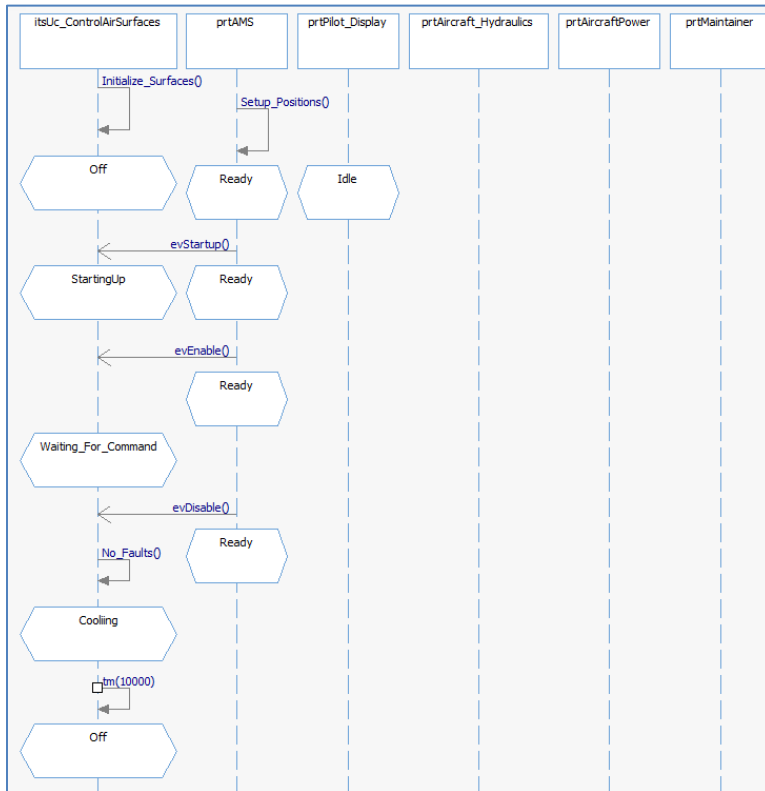 itsUc_ControlAirSurfaces
prtAMS
prtPilot_Display
prtAircraft_Hydraulics
prtAircraftPower
prtMaintainer
Initialize_Surfaces()
Setup_Positions()
Off
Ready
Idle
evStartup()
StartingUp
Ready
evEnable()
Ready
Waiting_For_Command
evDisable()
Ready
No_Faults()
Cooliing
tm(10000)
Off